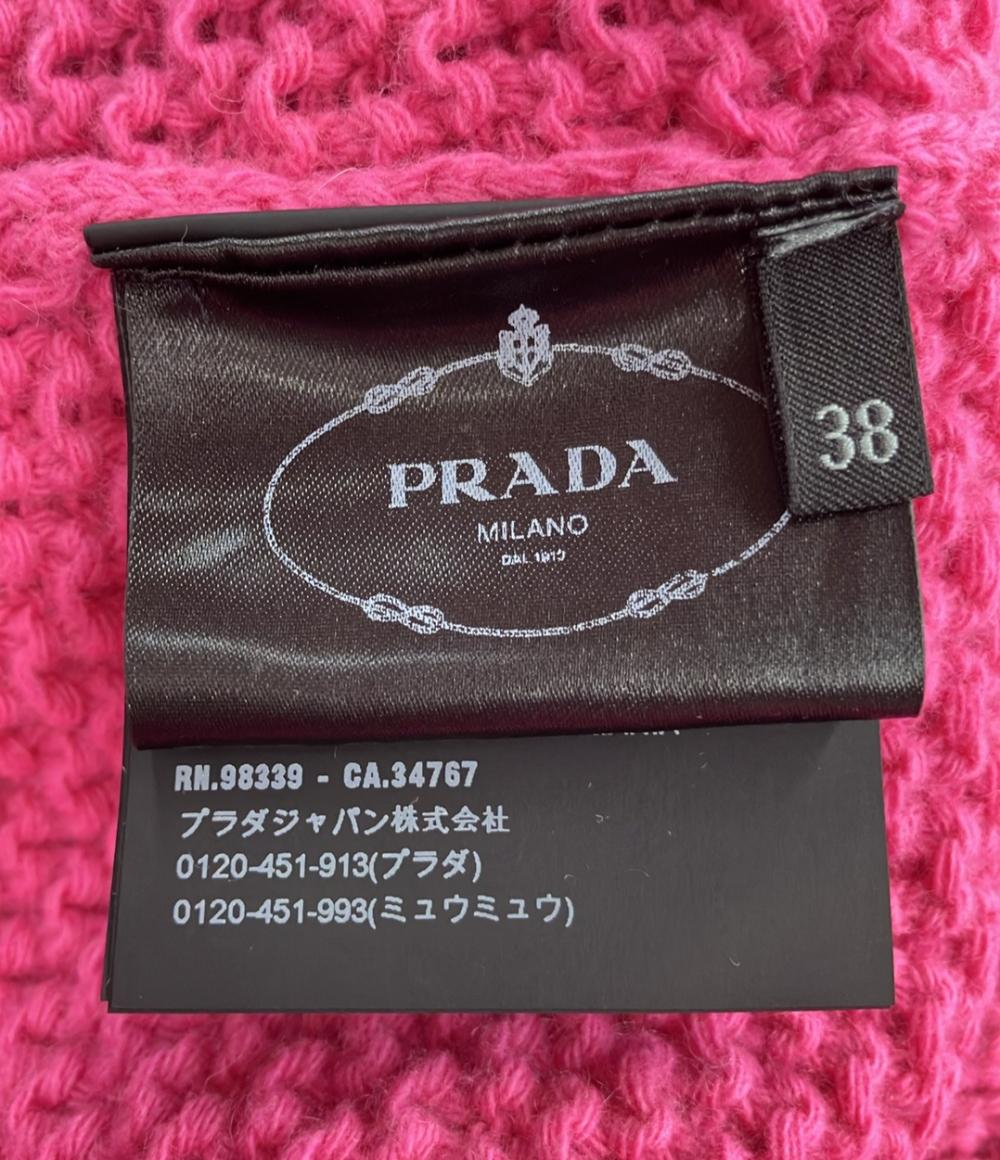 PRADA
MILANO
DAL 1913
38
RN.98339 - CA.34767
プラダジャパン株式会社
0120-451-913(プラダ)
0120-451-993(ミュウミュウ)